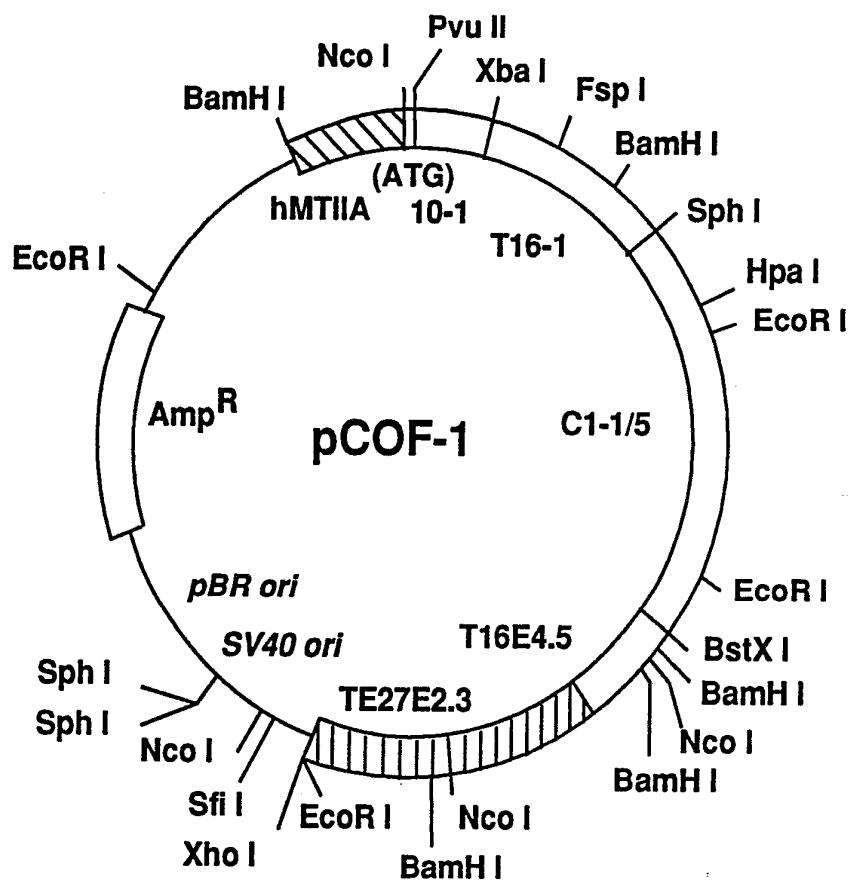 Pvu II
Nco I
Xba I
BamH I
Fsp I
BamH I
(ATG)
hMTIIA
10-1
Sph I
T16-1
EcoR I
Hpa I
EcoR I
Amp^R
pCOF-1
C1-1/5
pBR ori
EcoR I
SV40 ori
T16E4.5
BstX I
Sph I
TE27E2.3
BamH I
Sph I
Nco I
Nco I
BamH I
Sfi I
EcoR I
Nco I
Xho I
BamH I